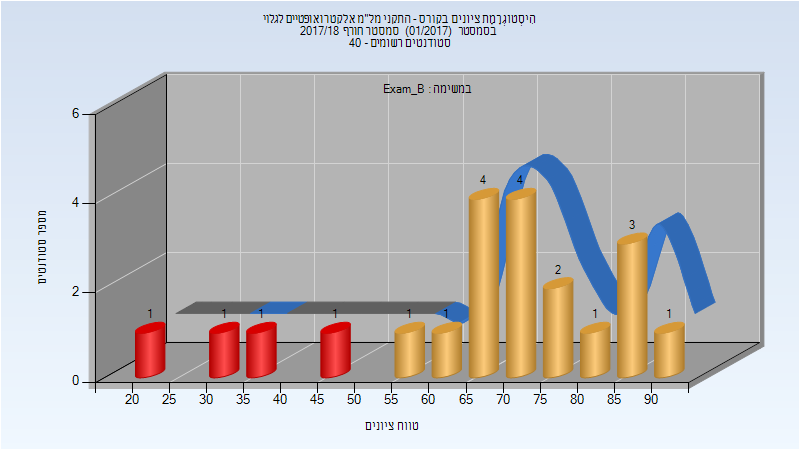 היסטוגרמת ציונים בקורס - התקני מל"מ אלקטרואופטיים לגלוי
בסמסטר (01/2017) סמסטר חורף 2017/18
סטודנטים רשומים - 40
במשימה : Exam_B
מספר סטודנטים
6
4
2
0
1 1 1 1 1 1 4 4 2 1 3 1
20 25 30 35 40 45 50 55 60 65 70 75 80 85 90
טווח ציונים